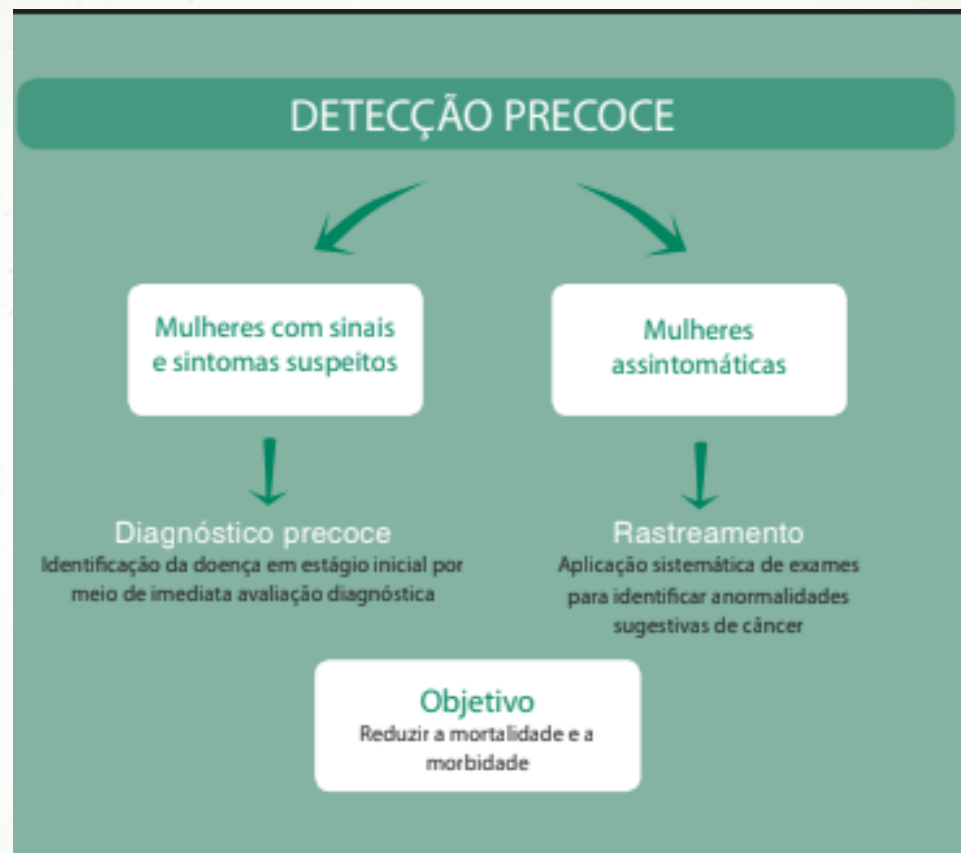 DETECÇÃO PRECOCE
Mulheres com sinais
e sintomas suspeitos
Mulheres
assintomáticas
Diagnóstico precoce
Identificação da doença em estágio inicial por
meio de imediata avaliação diagnóstica
Rastreamento
Aplicação sistemática de exames
para identificar anormalidades
sugestivas de câncer
Objetivo
Reduzir a mortalidade e a
morbidade